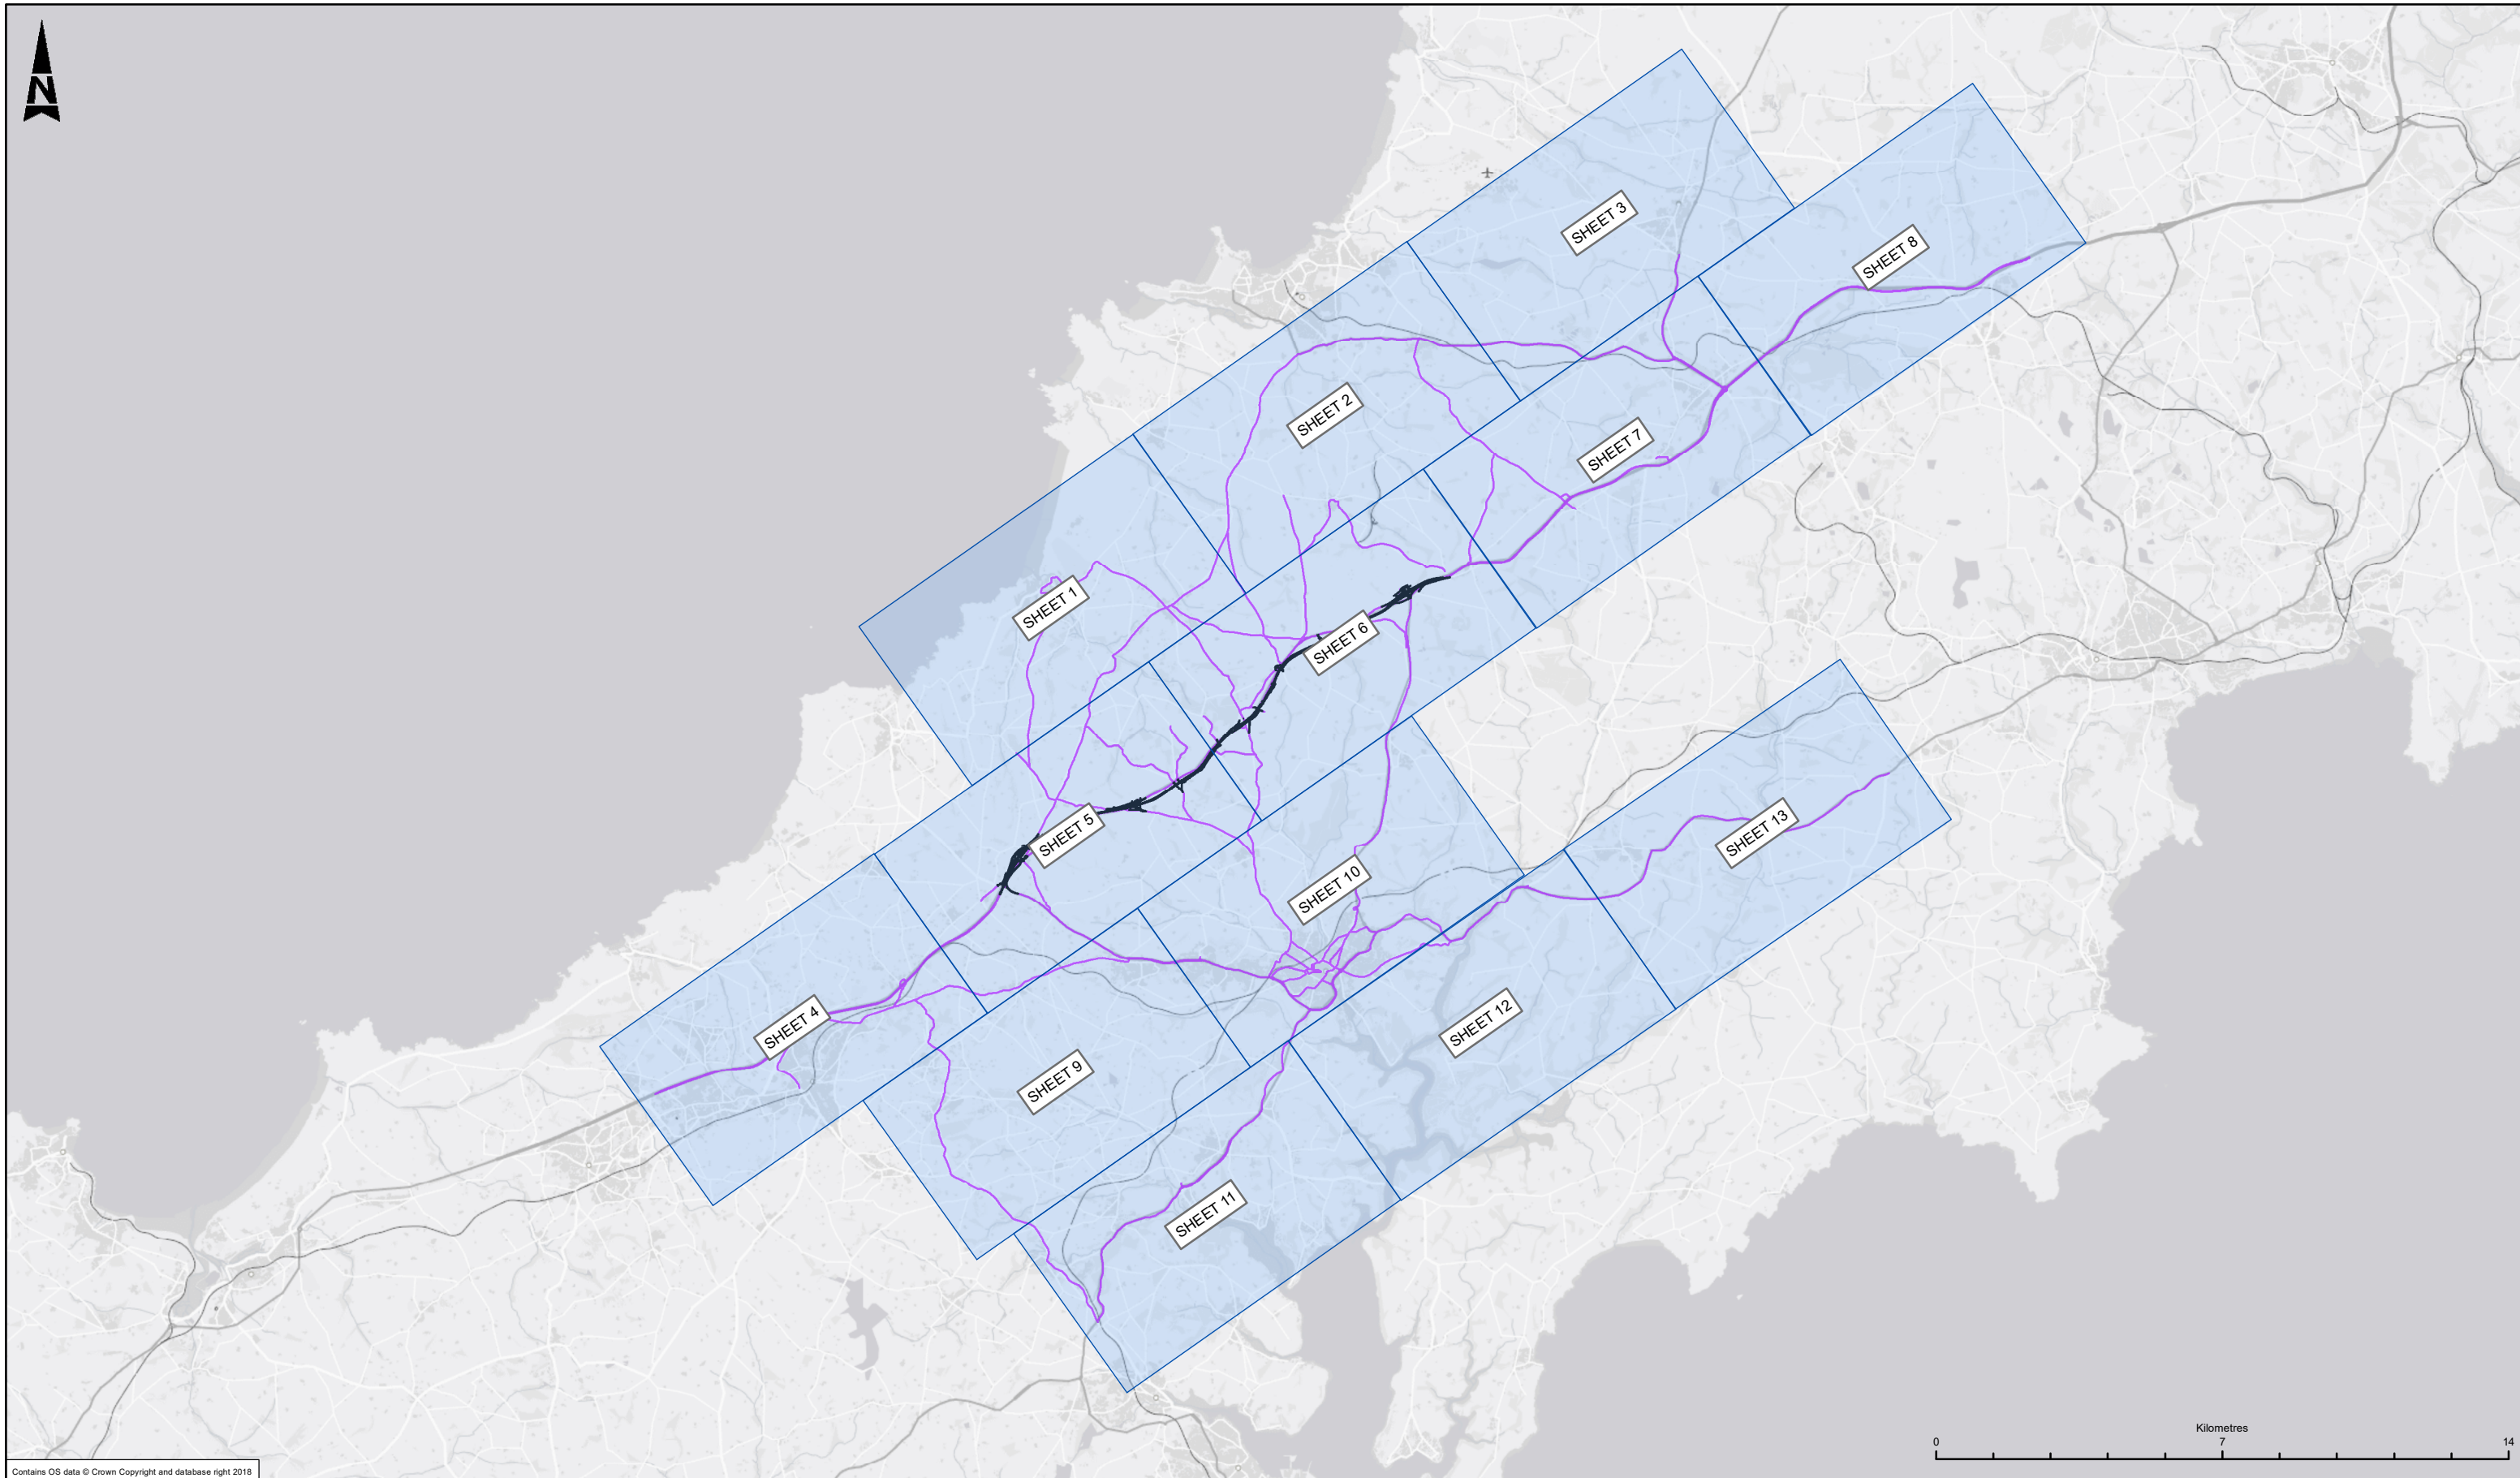 N
SHEET 3
SHEET 8
SHEET 2
SHEET 7
SHEET 1
SHEET 6
SHEET 5
SHEET 13
SHEET 10
SHEET 4
SHEET 12
SHEET 9
SHEET 11
Kilometres
0 7 14
Contains OS data © Crown Copyright and database right 2018